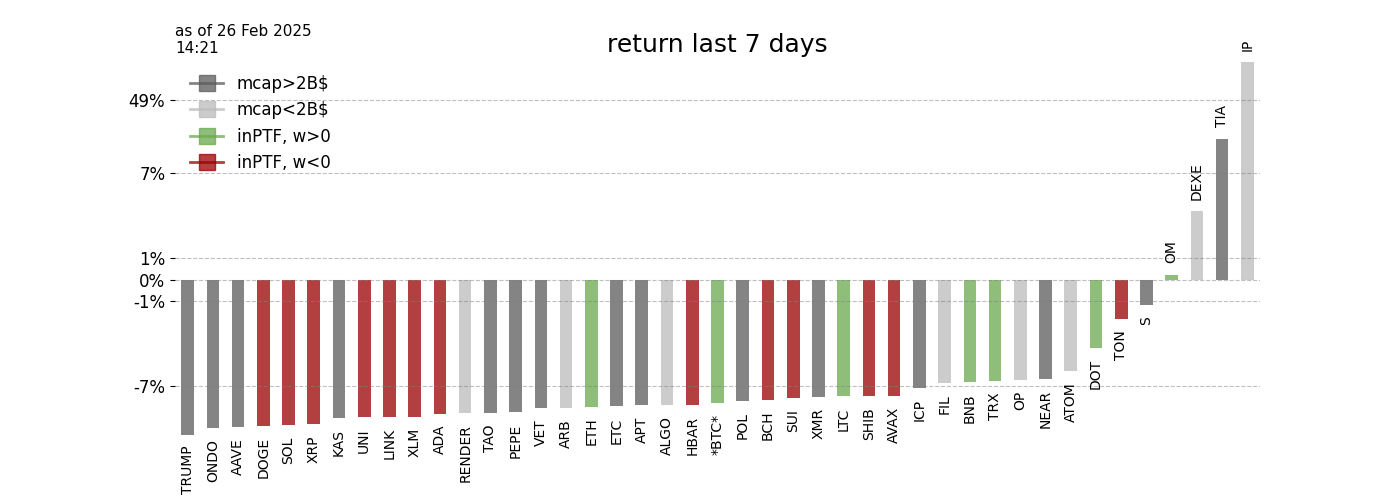 as of 26 Feb 2025
14:21
return last 7 days
mcap>2B$
mcap<2B$
inPTF, w>0
inPTF, w<0
49%
7%
1%
0%
-1%
-7%
TRUMP
ONDO
AAVE
DOGE
SOL
XRP
KAS
UNI
LINK
XLM
ADA
RENDER
TAO
PEPE
VET
ARB
ETH
ETC
APT
ALGO
HBAR
*BTC*
POL
BCH
SUI
XMR
LTC
SHIB
AVAX
ICP
FIL
BNB
TRX
OP
NEAR
ATOM
DOT
TON
S
OM
DEXE
TIA
IP